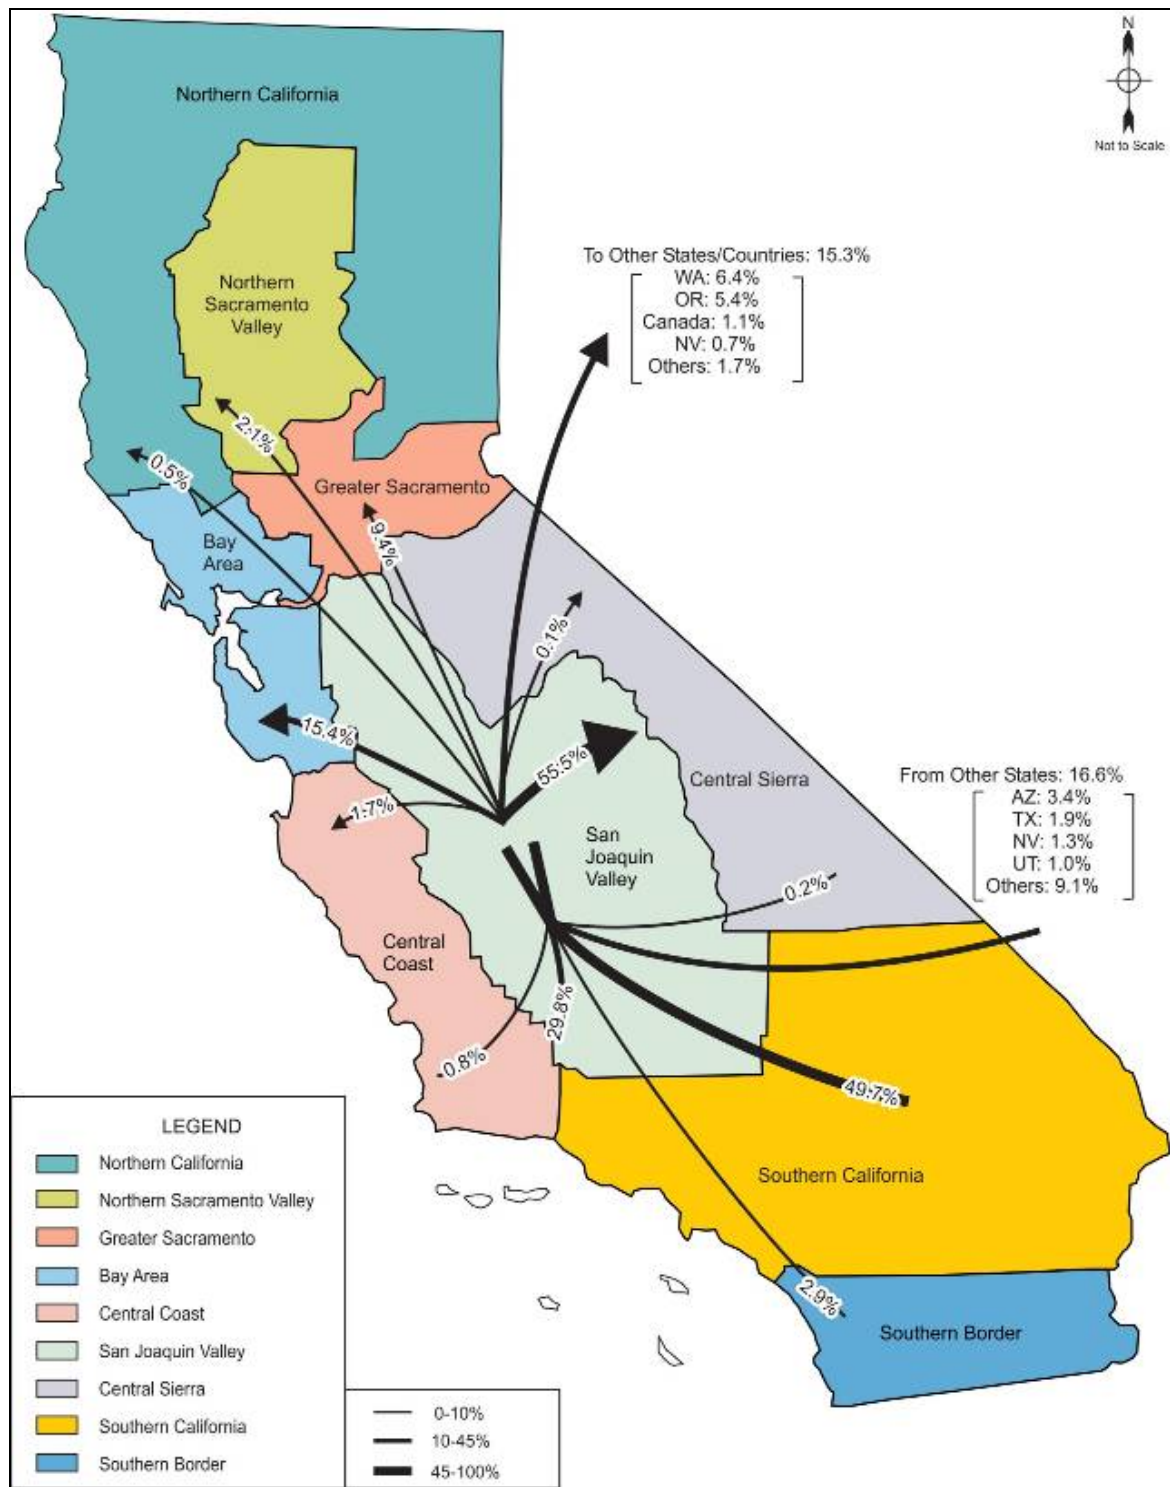 N
Not to Scale
Northern California
Northern
Sacramento
Valley
To Other States/Countries: 15.3%
WA: 6.4%
OR: 5.4%
Canada: 1.1%
NV: 0.7%
Others: 1.7%
2.1%
0.5%
Greater Sacramento
9.4%
Bay
Area
0.1%
15.4%
55.5%
Central Sierra
From Other States: 16.6%
AZ: 3.4%
TX: 1.9%
NV: 1.3%
UT: 1.0%
Others: 9.1%
1.7%
San
Joaquin
Valley
0.2%
Central
Coast
29.8%
0.8%
49.7%
Southern California
2.9%
Southern Border
LEGEND
Northern California
Northern Sacramento Valley
Greater Sacramento
Bay Area
Central Coast
San Joaquin Valley
Central Sierra
Southern California
Southern Border
0-10%
10-45%
45-100%